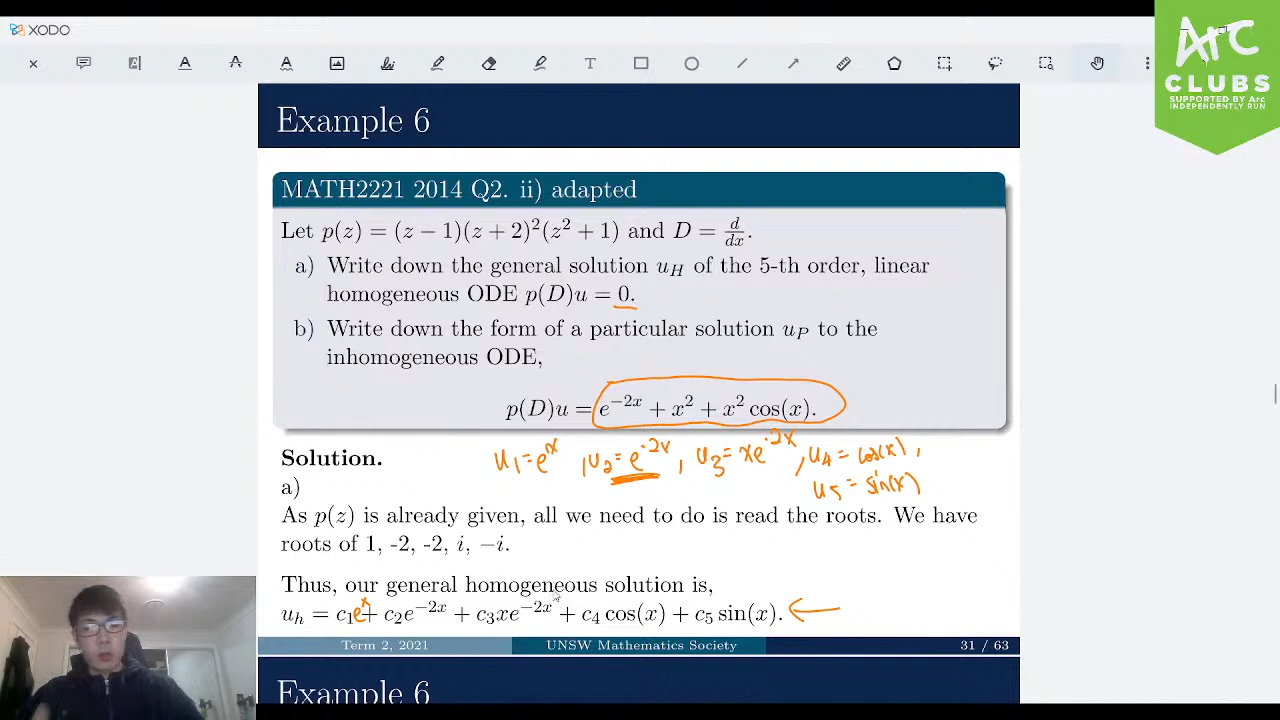 XODO
Arc
CLUBS
SUPPORTED BY Arc
INDEPENDENTLY RUN
Example 6
MATH2221 2014 Q2. ii) adapted
Let p(z) = (z − 1)(z + 2)²(z² + 1) and D = d/dx.
a) Write down the general solution u_H of the 5-th order, linear
homogeneous ODE p(D)u = 0.
b) Write down the form of a particular solution u_P to the
inhomogeneous ODE,
p(D)u = e^{−2x} + x² + x² cos(x).
u₁ = e^x, u₂ = e^{-2x}, u₃ = xe^{-2x}, u₄ = cos(x),
u₅ = sin(x)
Solution.
a)
As p(z) is already given, all we need to do is read the roots. We have
roots of 1, -2, -2, i, −i.
Thus, our general homogeneous solution is,
u_h = c₁e^x + c₂e^{−2x} + c₃xe^{−2x} + c₄ cos(x) + c₅ sin(x).
Term 2, 2021 UNSW Mathematics Society 31 / 63
Example 6